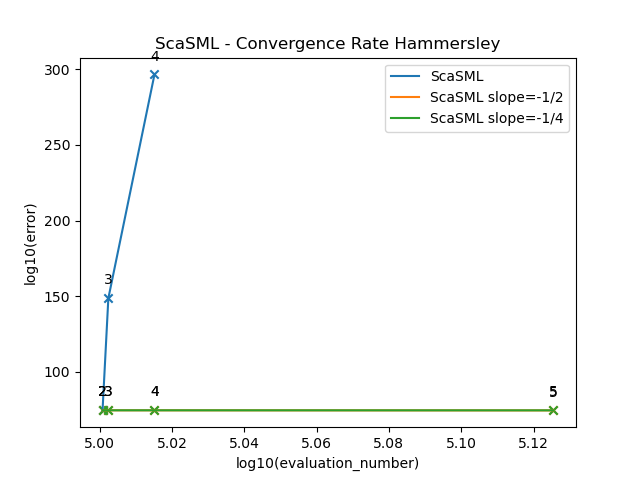 ScaSML - Convergence Rate Hammersley
4
300
ScaSML
ScaSML slope=-1/2
ScaSML slope=-1/4
250
200
log10(error)
3
150
100
2 3 4 5
5.00 5.02 5.04 5.06 5.08 5.10 5.12
log10(evaluation_number)